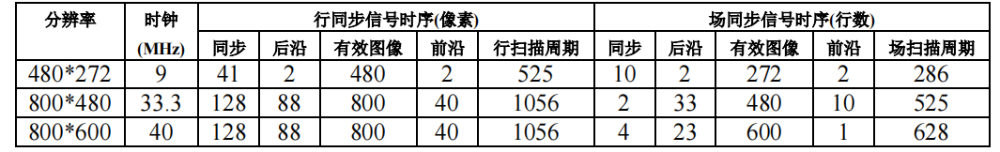 分辨率 时钟 行同步信号时序(像素) 场同步信号时序(行数)
(MHz) 同步 后沿 有效图像 前沿 行扫描周期 同步 后沿 有效图像 前沿 场扫描周期
480*272 9 41 2 480 2 525 10 2 272 2 286
800*480 33.3 128 88 800 40 1056 2 33 480 10 525
800*600 40 128 88 800 40 1056 4 23 600 1 628